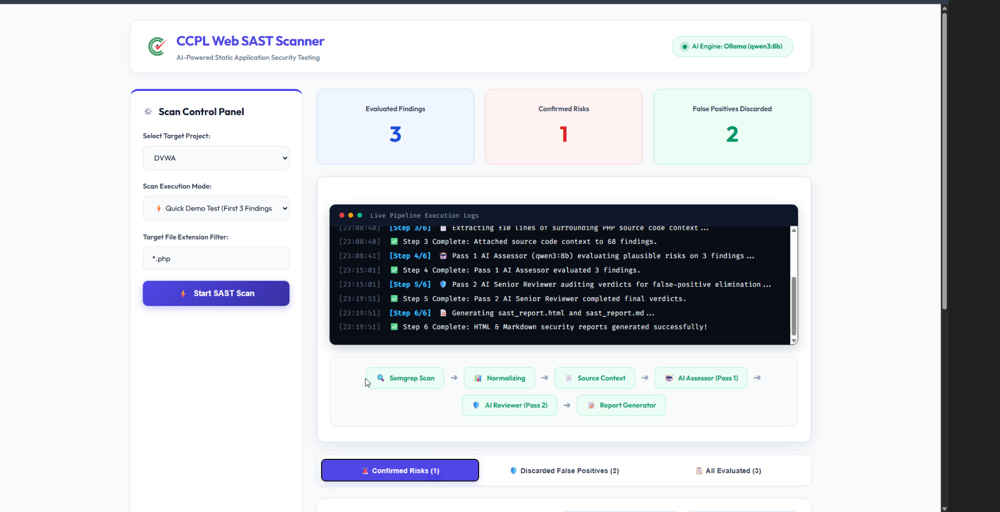 CCPL Web SAST Scanner
AI-Powered Static Application Security Testing
AI Engine: Ollama (qwen3:8b)
Scan Control Panel
Select Target Project:
DVWA
Scan Execution Mode:
Quick Demo Test (First 3 Findings
Target File Extension Filter:
*.php
Start SAST Scan
Evaluated Findings
3
Confirmed Risks
1
False Positives Discarded
2
Live Pipeline Execution Logs
[23:08:40] [Step 3/6] Extracting ±10 lines of surrounding PHP source code context...
[23:08:40] Step 3 Complete: Attached source code context to 68 findings.
[23:08:41] [Step 4/6] Pass 1 AI Assessor (qwen3:8b) evaluating plausible risks on 3 findings...
[23:15:01] Step 4 Complete: Pass 1 AI Assessor evaluated 3 findings.
[23:15:01] [Step 5/6] Pass 2 AI Senior Reviewer auditing verdicts for false-positive elimination...
[23:19:51] Step 5 Complete: Pass 2 AI Senior Reviewer completed final verdicts.
[23:19:51] [Step 6/6] Generating sast_report.html and sast_report.md...
[23:19:51] Step 6 Complete: HTML & Markdown security reports generated successfully!
Semgrep Scan ➔ Normalizing ➔ Source Context ➔ AI Assessor (Pass 1) ➔
AI Reviewer (Pass 2) ➔ Report Generator
Confirmed Risks (1)
Discarded False Positives (2)
All Evaluated (3)